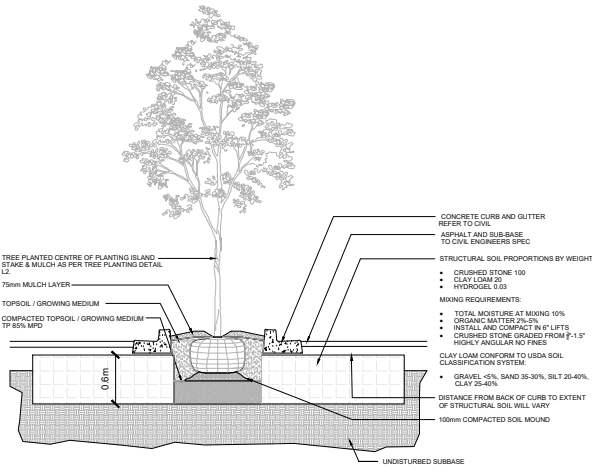 CONCRETE CURB AND GUTTER
REFER TO CIVIL
ASPHALT AND SUB-BASE
TO CIVIL ENGINEERS SPEC
TREE PLANTED CENTRE OF PLANTING ISLAND
STAKE & MULCH AS PER TREE PLANTING DETAIL
L2.
75mm MULCH LAYER
TOPSOIL / GROWING MEDIUM
COMPACTED TOPSOIL / GROWING MEDIUM
TP 85% MPD
0.6m
STRUCTURAL SOIL PROPORTIONS BY WEIGHT
• CRUSHED STONE 100
• CLAY LOAM 20
• HYDROGEL 0.03
MIXING REQUIREMENTS:
• TOTAL MOISTURE AT MIXING 10%
• ORGANIC MATTER 2%-5%
• INSTALL AND COMPACT IN 6" LIFTS
• CRUSHED STONE GRADED FROM -1.5"
HIGHLY ANGULAR NO FINES
CLAY LOAM CONFORM TO USDA SOIL
CLASSIFICATION SYSTEM:
• GRAVEL <5%, SAND 35-30%, SILT 20-40%,
CLAY 25-40%
DISTANCE FROM BACK OF CURB TO EXTENT
OF STRUCTURAL SOIL WILL VARY
100mm COMPACTED SOIL MOUND
UNDISTURBED SUBBASE